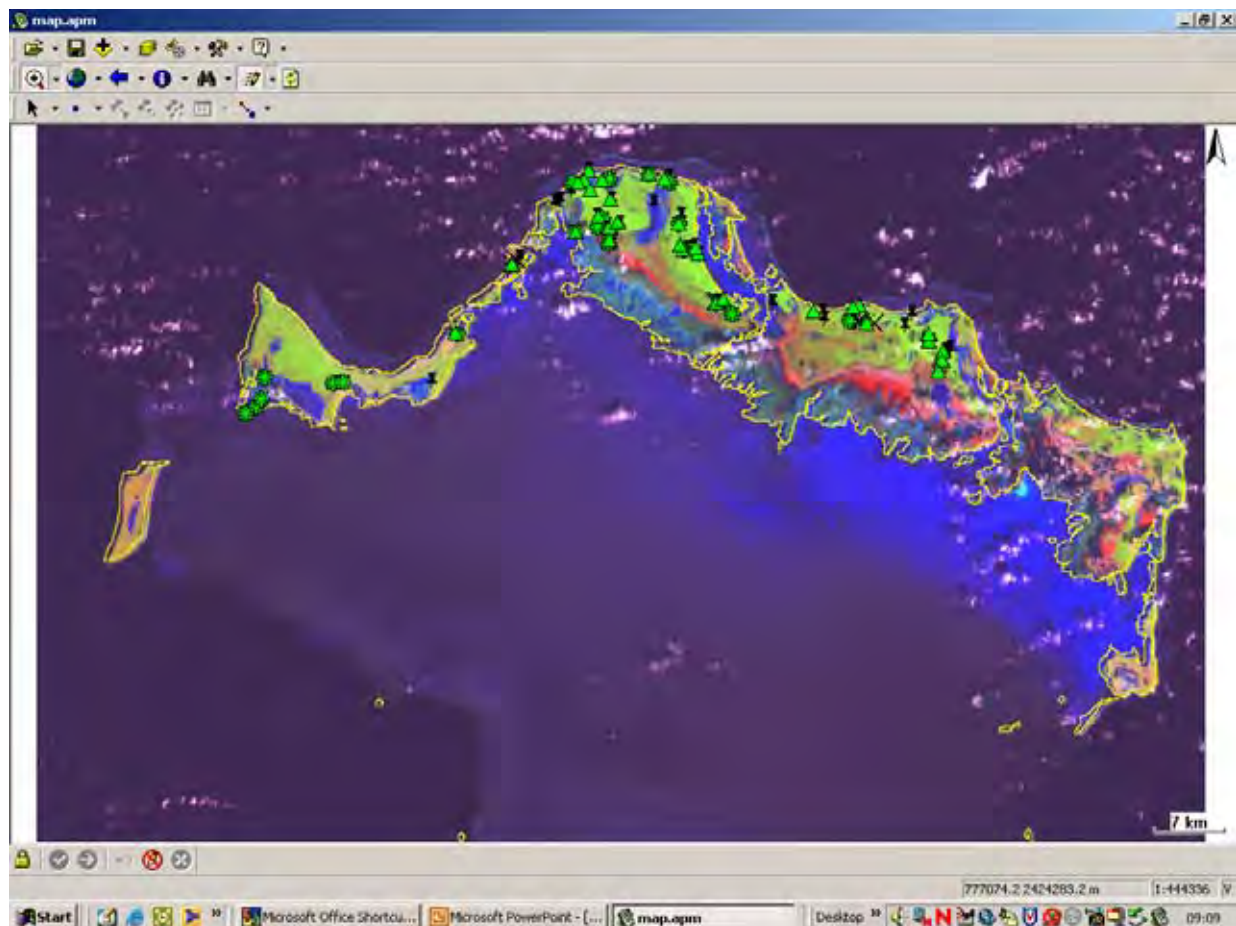 map.apm
7 km
777074.2 2424283.2 m
1:444336
Start
Microsoft Office Shortcu...
Microsoft PowerPoint - [...
map.apm
Desktop
09:09